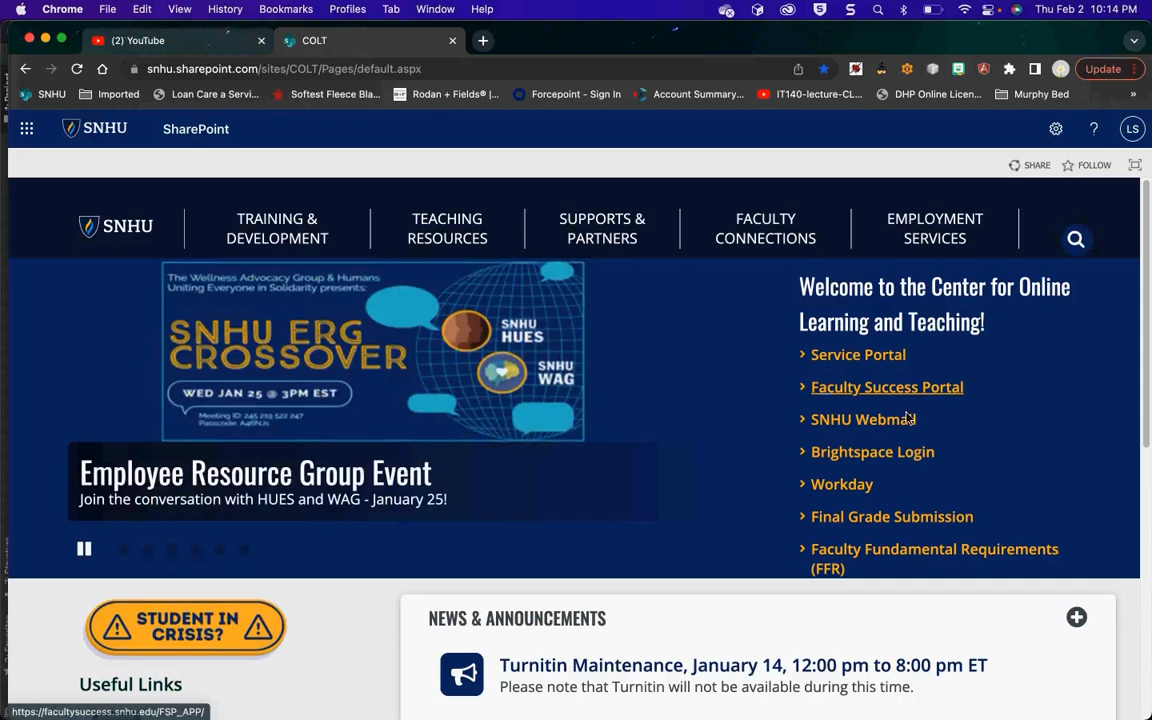 Chrome File Edit View History Bookmarks Profiles Tab Window Help Thu Feb 2 10:14 PM
(2) YouTube COLT
snhu.sharepoint.com/sites/COLT/Pages/default.aspx Update
SNHU Imported Loan Care a Servi... Softest Fleece Bla... Rodan + Fields® |... Forcepoint - Sign In Account Summary... IT140-lecture-CL... DHP Online Licen... Murphy Bed »
SNHU SharePoint ? LS
SHARE FOLLOW
SNHU
TRAINING &
DEVELOPMENT
TEACHING
RESOURCES
SUPPORTS &
PARTNERS
FACULTY
CONNECTIONS
EMPLOYMENT
SERVICES
The Wellness Advocacy Group & Humans
Uniting Everyone in Solidarity presents:
SNHU ERG
CROSSOVER
SNHU
HUES
SNHU
WAG
WED JAN 25 @ 3PM EST
Meeting ID: 245 219 522 247
Passcode: A46NJs
Employee Resource Group Event
Join the conversation with HUES and WAG - January 25!
Welcome to the Center for Online
Learning and Teaching!
Service Portal
Faculty Success Portal
SNHU Webmail
Brightspace Login
Workday
Final Grade Submission
Faculty Fundamental Requirements
(FFR)
STUDENT IN
CRISIS?
Useful Links
NEWS & ANNOUNCEMENTS
Turnitin Maintenance, January 14, 12:00 pm to 8:00 pm ET
Please note that Turnitin will not be available during this time.
https://facultysuccess.snhu.edu/FSP_APP/